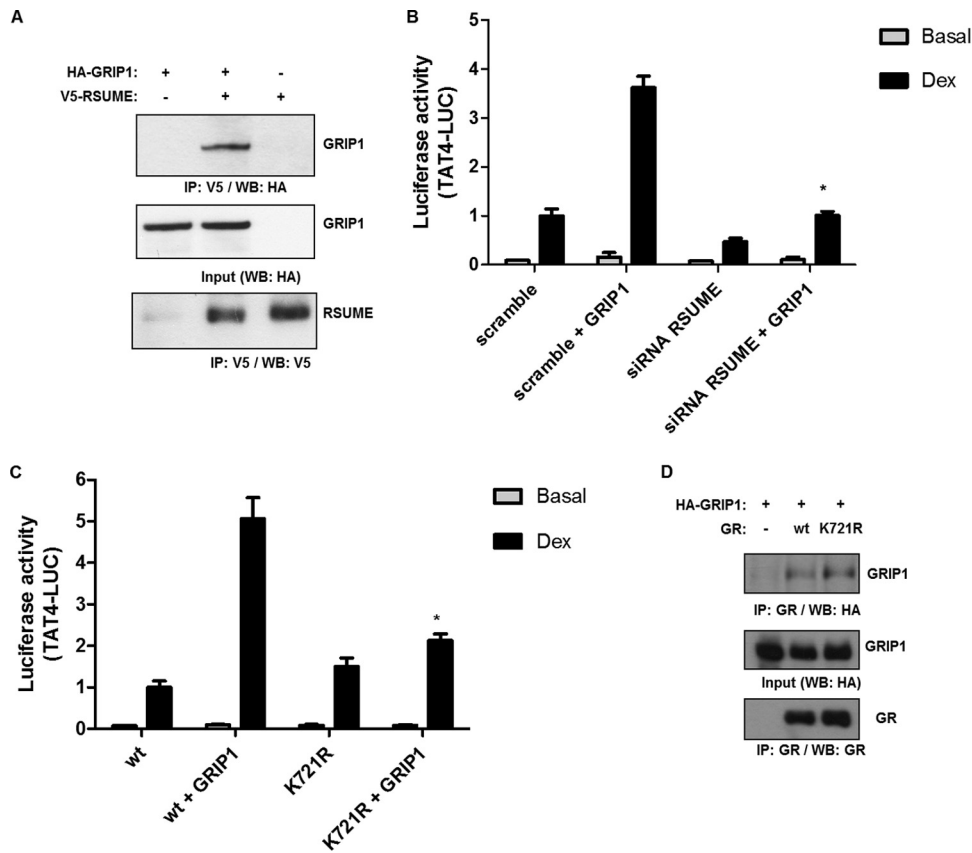 A
HA-GRIP1: + + -
V5-RSUME: - + +
GRIP1
IP: V5 / WB: HA
GRIP1
Input (WB: HA)
RSUME
IP: V5 / WB: V5
B
Luciferase activity
(TAT4-LUC)
5
4
3
2
1
0
*
Basal
Dex
scramble
scramble + GRIP1
siRNA RSUME
siRNA RSUME + GRIP1
C
Luciferase activity
(TAT4-LUC)
6
5
4
3
2
1
0
*
Basal
Dex
wt
wt + GRIP1
K721R
K721R + GRIP1
D
HA-GRIP1: + + +
GR: - wt K721R
GRIP1
IP: GR / WB: HA
GRIP1
Input (WB: HA)
GR
IP: GR / WB: GR